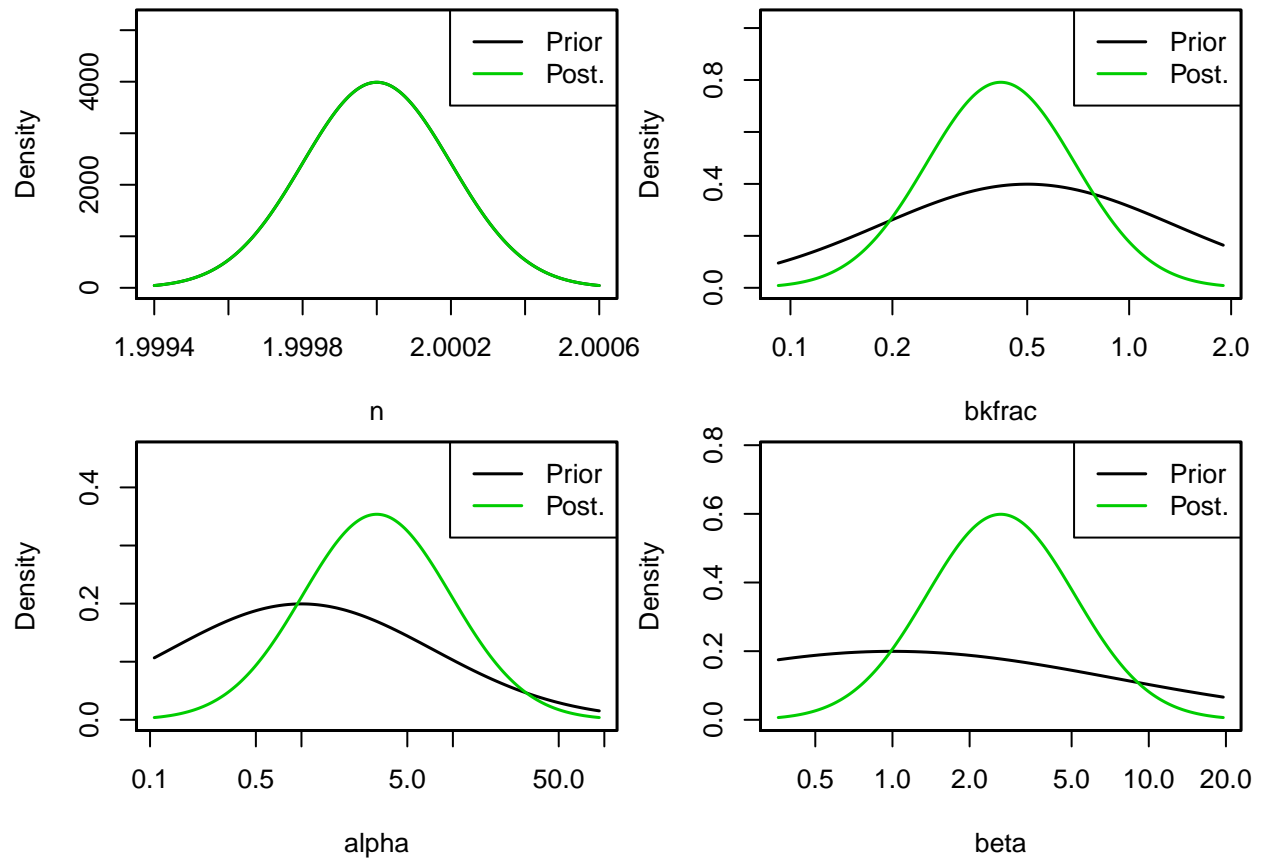 Density
4000
2000
0
1.9994 1.9998 2.0002 2.0006
n
Prior
Post.
Density
0.8
0.4
0.0
0.1 0.2 0.5 1.0 2.0
bkfrac
Prior
Post.
Density
0.4
0.2
0.0
0.1 0.5 5.0 50.0
alpha
Prior
Post.
Density
0.8
0.6
0.4
0.2
0.0
0.5 1.0 2.0 5.0 10.0 20.0
beta
Prior
Post.